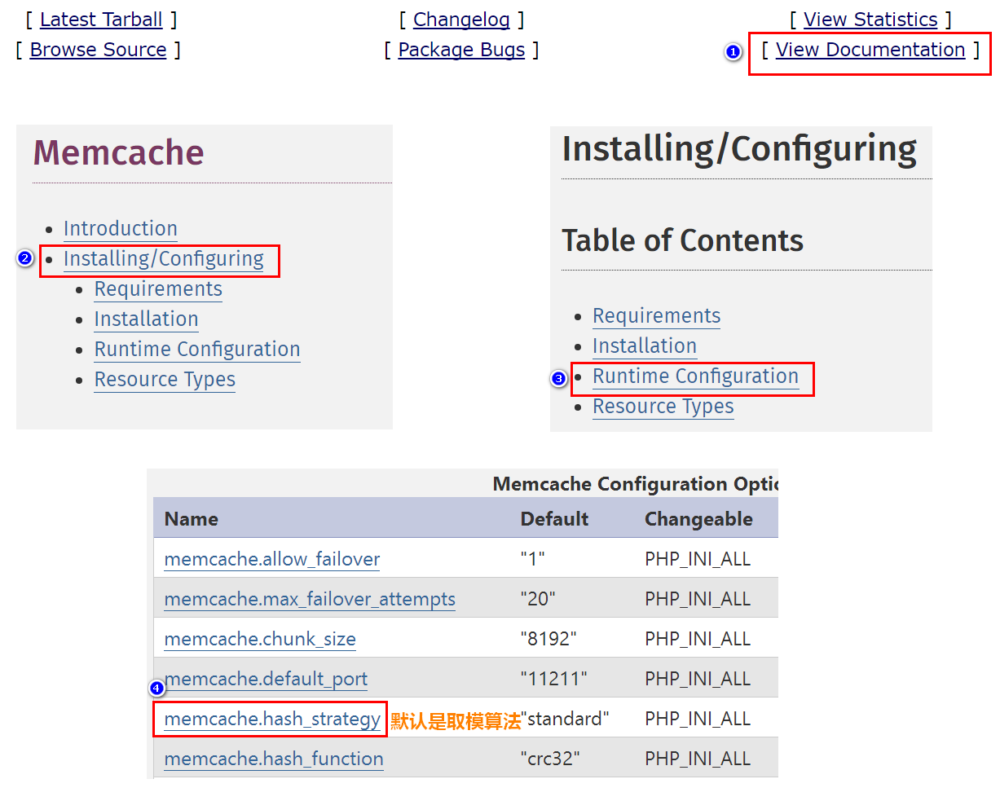 [ Latest Tarball ] [ Changelog ] [ View Statistics ]
[ Browse Source ] [ Package Bugs ] 1 [ View Documentation ]
Memcache
Introduction
2 Installing/Configuring
Requirements
Installation
Runtime Configuration
Resource Types
Installing/Configuring
Table of Contents
Requirements
Installation
3 Runtime Configuration
Resource Types
Memcache Configuration Optic
Name Default Changeable
memcache.allow_failover "1" PHP_INI_ALL
memcache.max_failover_attempts "20" PHP_INI_ALL
memcache.chunk_size "8192" PHP_INI_ALL
memcache.default_port "11211" PHP_INI_ALL
4 memcache.hash_strategy 默认是取模算法 "standard" PHP_INI_ALL
memcache.hash_function "crc32" PHP_INI_ALL